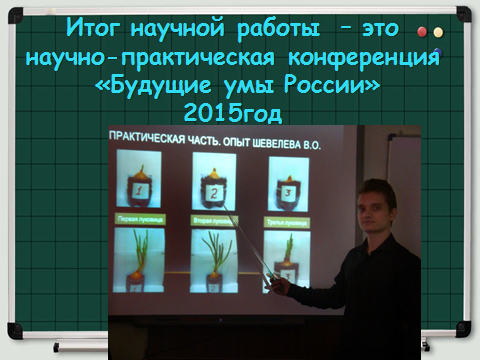 Итог научной работы – это
научно-практическая конференция
«Будущие умы России»
2015год
ПРАКТИЧЕСКАЯ ЧАСТЬ. ОПЫТ ШЕВЕЛЕВА В.О.
1 2 3
Первая луковица Вторая луковица Третья луковица
3